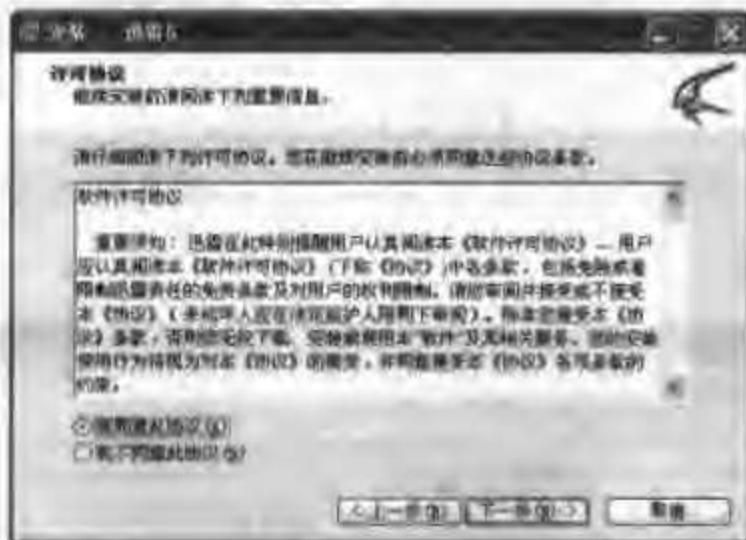 安装 迅雷5
许可协议
继续安装前请阅读下列重要信息。
请仔细阅读下列许可协议。您在继续安装前必须同意这些协议条款。
软件许可协议
重要须知：迅雷在此特别提醒用户认真阅读本《软件许可协议》— 用户
应认真阅读本《软件许可协议》（下称《协议》）中各条款，包括免除或者
限制迅雷责任的免责条款及对用户的权利限制。请您审阅并接受或不接受
本《协议》（未成年人应在法定监护人陪同下审阅）。除非您接受本《协
议》条款，否则您无权下载、安装或使用本"软件"及其相关服务。您的安装
使用行为将视为对本《协议》的接受，并同意接受本《协议》各项条款的
约束。
我同意此协议(A)
我不同意此协议(D)
< 上一步(B)
下一步(N) >
取消